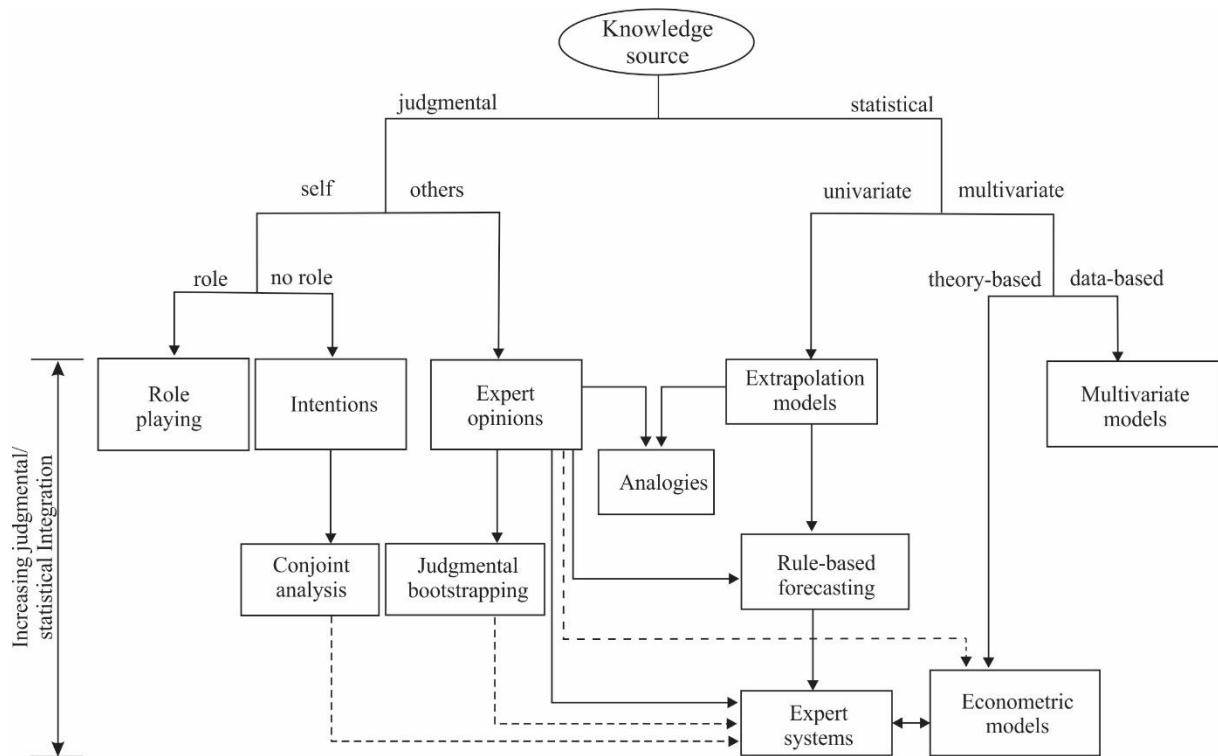 Knowledge
source
judgmental
statistical
self
others
univariate
multivariate
role
no role
theory-based
data-based
Role
playing
Intentions
Expert
opinions
Extrapolation
models
Multivariate
models
Analogies
Increasing judgmental/
statistical Integration
Conjoint
analysis
Judgmental
bootstrapping
Rule-based
forecasting
Expert
systems
Econometric
models